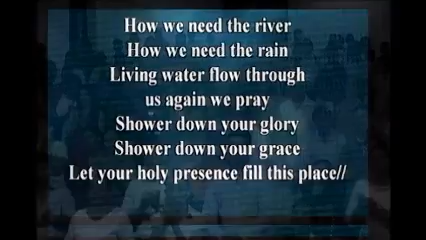 How we need the river
How we need the rain
Living water flow through
us again we pray
Shower down your glory
Shower down your grace
Let your holy presence fill this place//